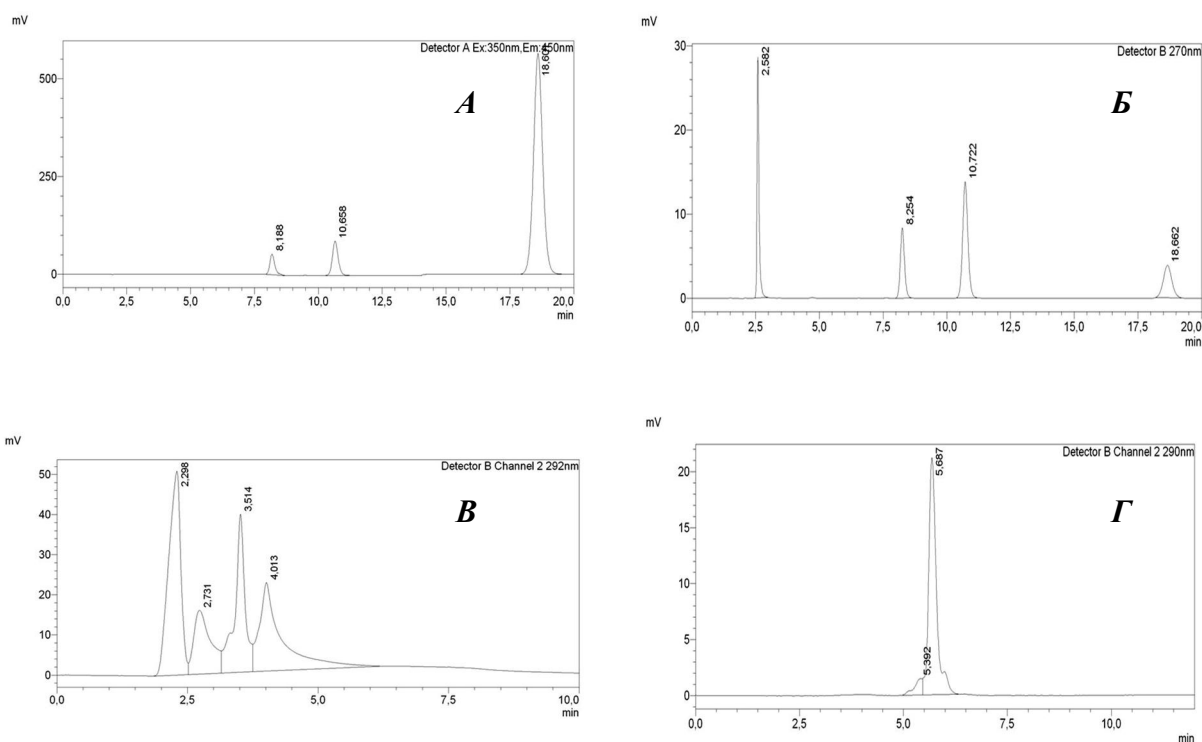 mV
Detector A Ex:350nm,Em:450nm
500
250
0
8,188
10,658
А
0,0 2,5 5,0 7,5 10,0 12,5 15,0 17,5 20,0
min
mV
Detector B 270nm
30
20
10
0
2,582
8,254
10,722
18,662
Б
0,0 2,5 5,0 7,5 10,0 12,5 15,0 17,5 20,0
min
mV
Detector B Channel 2 292nm
50
40
30
20
10
0
2,298
2,731
3,514
4,013
В
0,0 2,5 5,0 7,5 10,0
min
mV
Detector B Channel 2 290nm
20
15
10
5
0
5,392
5,687
Г
0,0 2,5 5,0 7,5 10,0
min